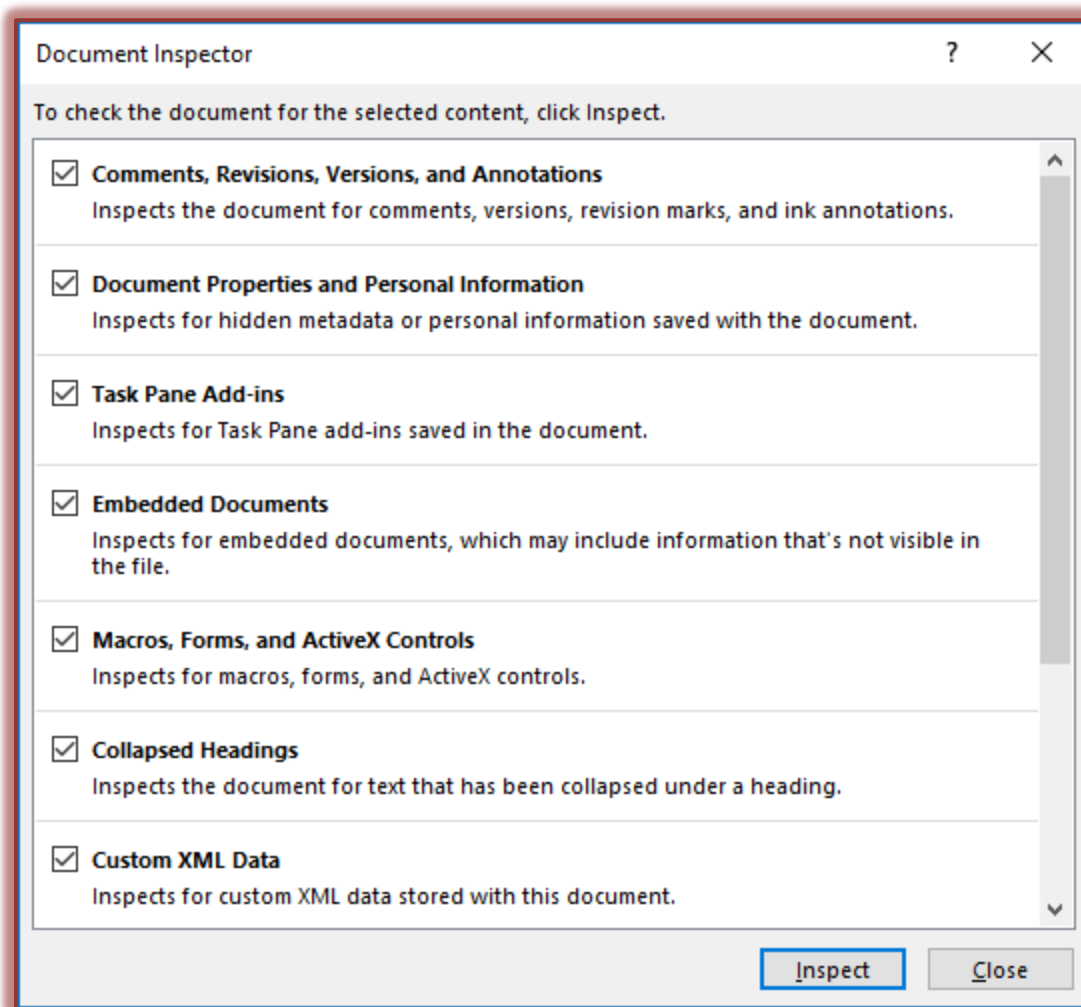 Document Inspector
?
To check the document for the selected content, click Inspect.
Comments, Revisions, Versions, and Annotations
Inspects the document for comments, versions, revision marks, and ink annotations.
Document Properties and Personal Information
Inspects for hidden metadata or personal information saved with the document.
Task Pane Add-ins
Inspects for Task Pane add-ins saved in the document.
Embedded Documents
Inspects for embedded documents, which may include information that's not visible in
the file.
Macros, Forms, and ActiveX Controls
Inspects for macros, forms, and ActiveX controls.
Collapsed Headings
Inspects the document for text that has been collapsed under a heading.
Custom XML Data
Inspects for custom XML data stored with this document.
Inspect
Close